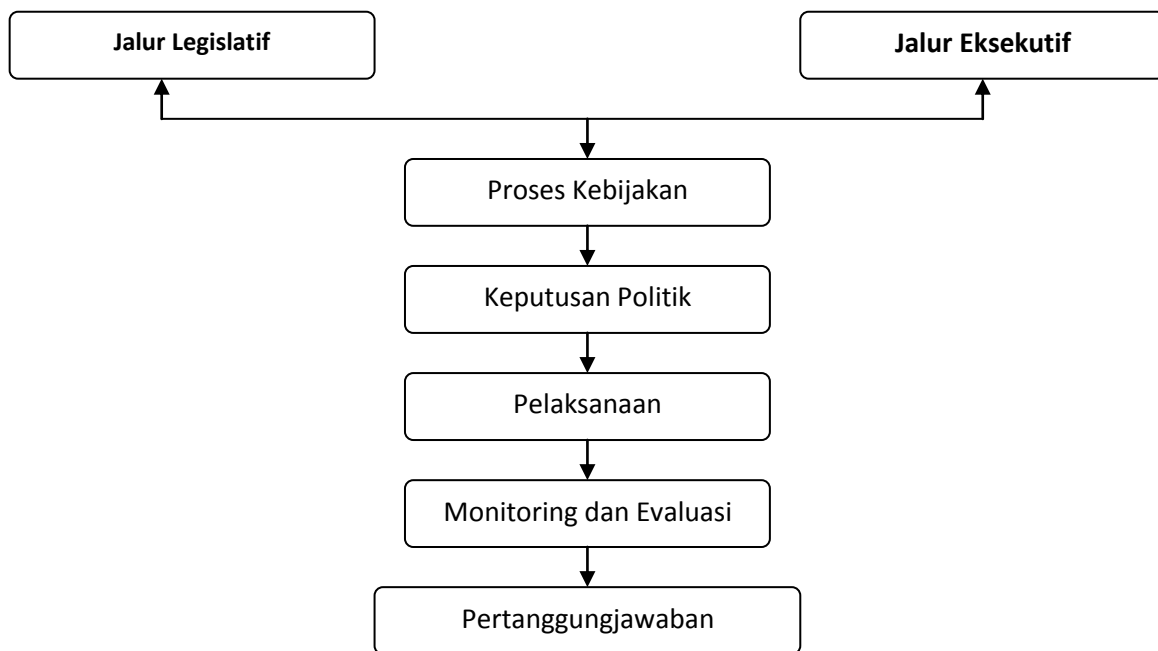 Jalur Legislatif
Jalur Eksekutif
Proses Kebijakan
Keputusan Politik
Pelaksanaan
Monitoring dan Evaluasi
Pertanggungjawaban